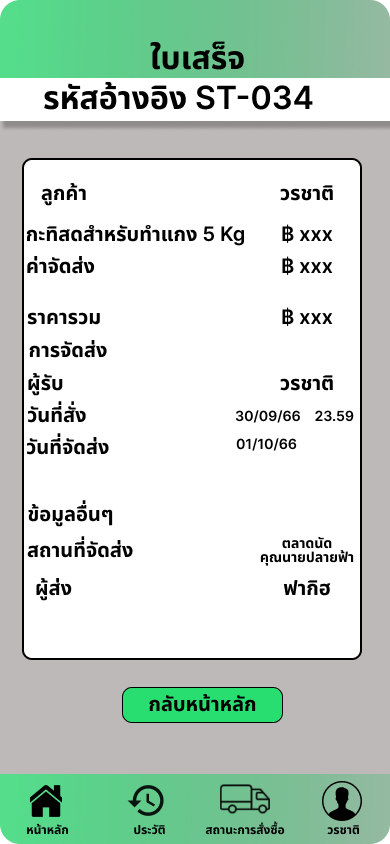 ใบเสร็จ
รหัสอ้างอิง ST-034
ลูกค้า วรชาติ
กะทิสดสำหรับทำแกง 5 Kg ฿ xxx
ค่าจัดส่ง ฿ xxx
ราคารวม ฿ xxx
การจัดส่ง
ผู้รับ วรชาติ
วันที่สั่ง 30/09/66 23.59
วันที่จัดส่ง 01/10/66
ข้อมูลอื่นๆ
สถานที่จัดส่ง ตลาดนัด
คุณนายปลายฟ้า
ผู้ส่ง ฟากิฮ
กลับหน้าหลัก
หน้าหลัก ประวัติ สถานะการสั่งซื้อ วรชาติ